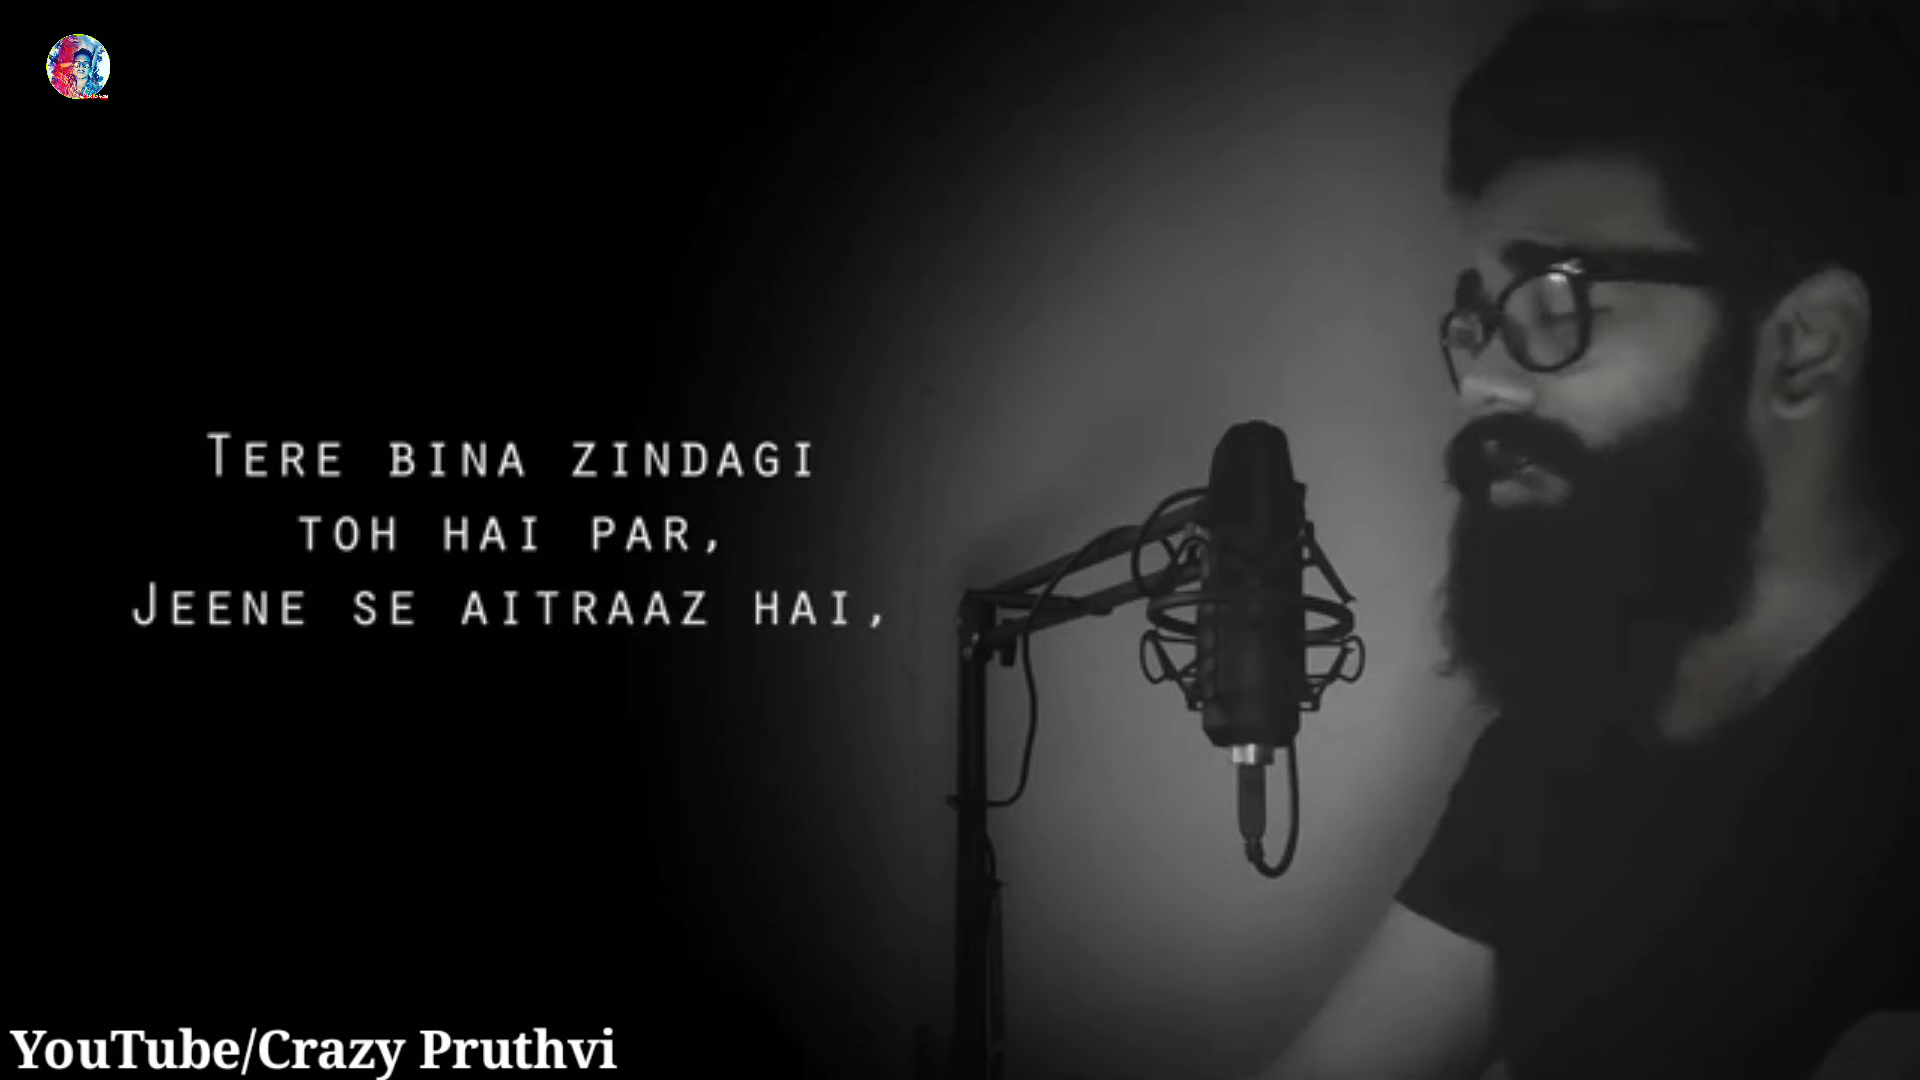 Tere bina zindagi
toh hai par,
Jeene se aitraaz hai,
YouTube/Crazy Pruthvi